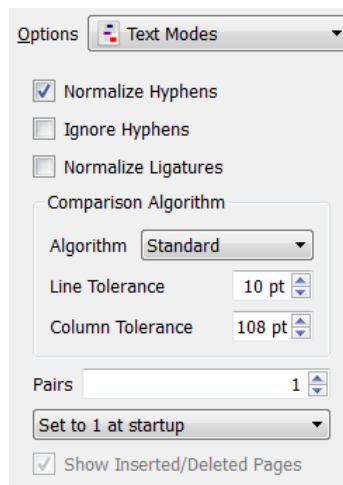 Options Text Modes
Normalize Hyphens
Ignore Hyphens
Normalize Ligatures
Comparison Algorithm
Algorithm Standard
Line Tolerance 10 pt
Column Tolerance 108 pt
Pairs 1
Set to 1 at startup
Show Inserted/Deleted Pages